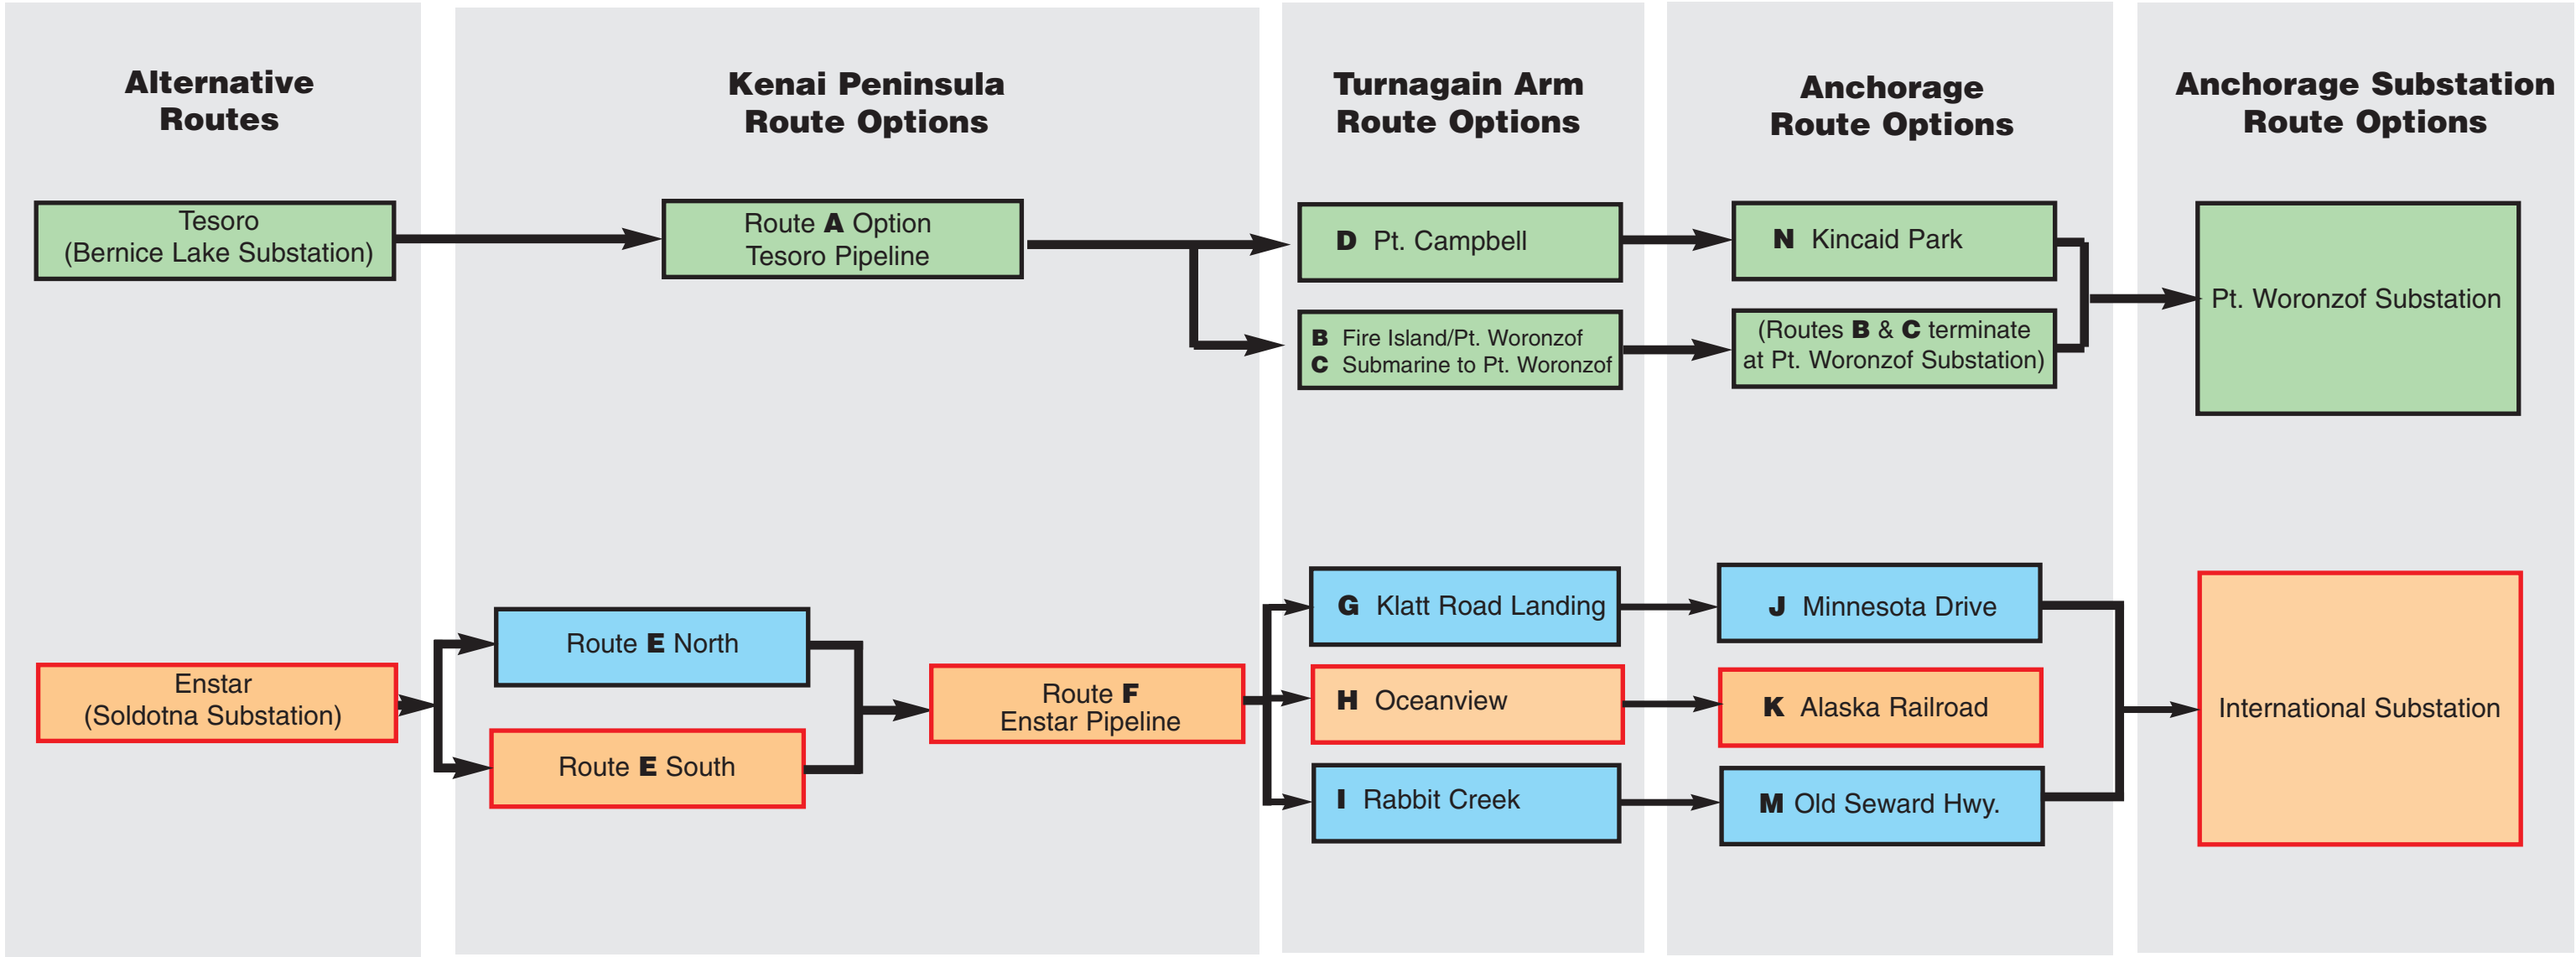 Alternative
Routes
Kenai Peninsula
Route Options
Turnagain Arm
Route Options
Anchorage
Route Options
Anchorage Substation
Route Options
Tesoro
(Bernice Lake Substation)
Route A Option
Tesoro Pipeline
D Pt. Campbell
N Kincaid Park
B Fire Island/Pt. Woronzof
C Submarine to Pt. Woronzof
(Routes B & C terminate
at Pt. Woronzof Substation)
Pt. Woronzof Substation
Enstar
(Soldotna Substation)
Route E North
Route E South
Route F
Enstar Pipeline
G Klatt Road Landing
J Minnesota Drive
H Oceanview
K Alaska Railroad
I Rabbit Creek
M Old Seward Hwy.
International Substation